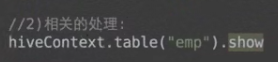 //2)相关的处理:
hiveContext.table("emp").show